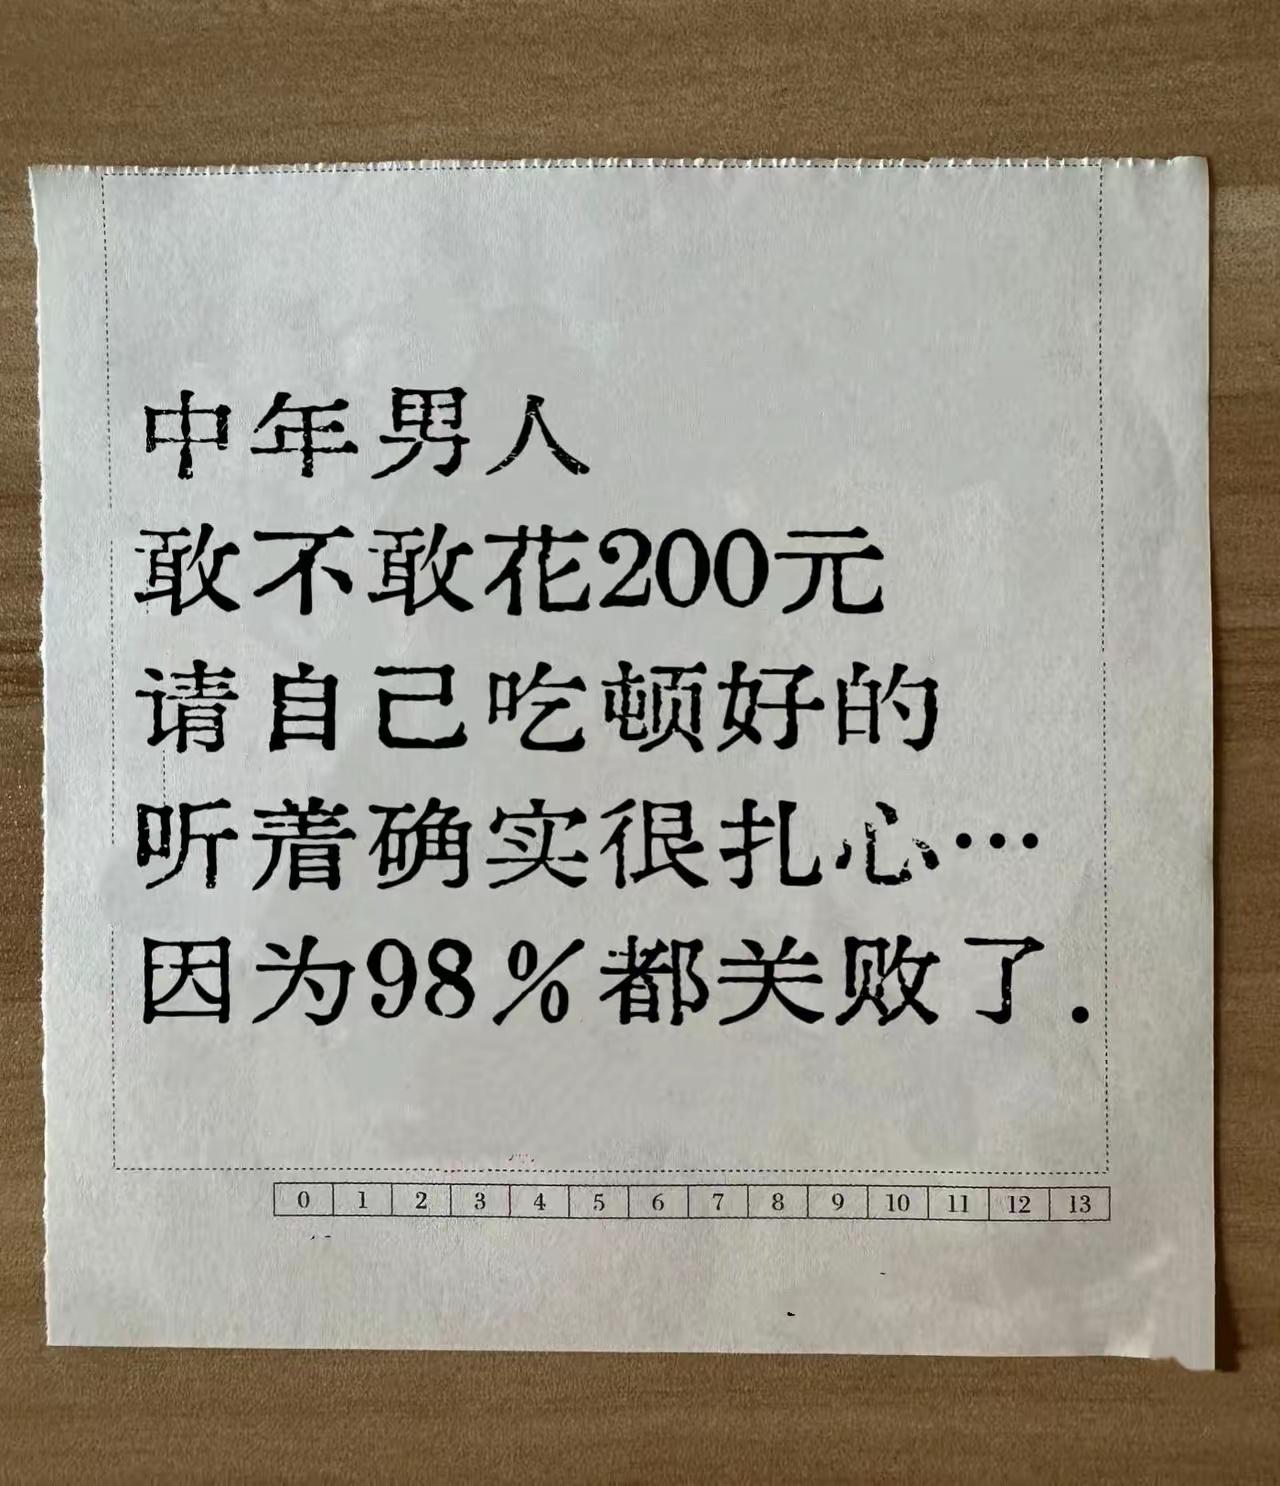 中年男人
敢不敢花200元
请自己吃顿好的
听着确实很扎心…
因为98%都关败了.
0 1 2 3 4 5 6 7 8 9 10 11 12 13